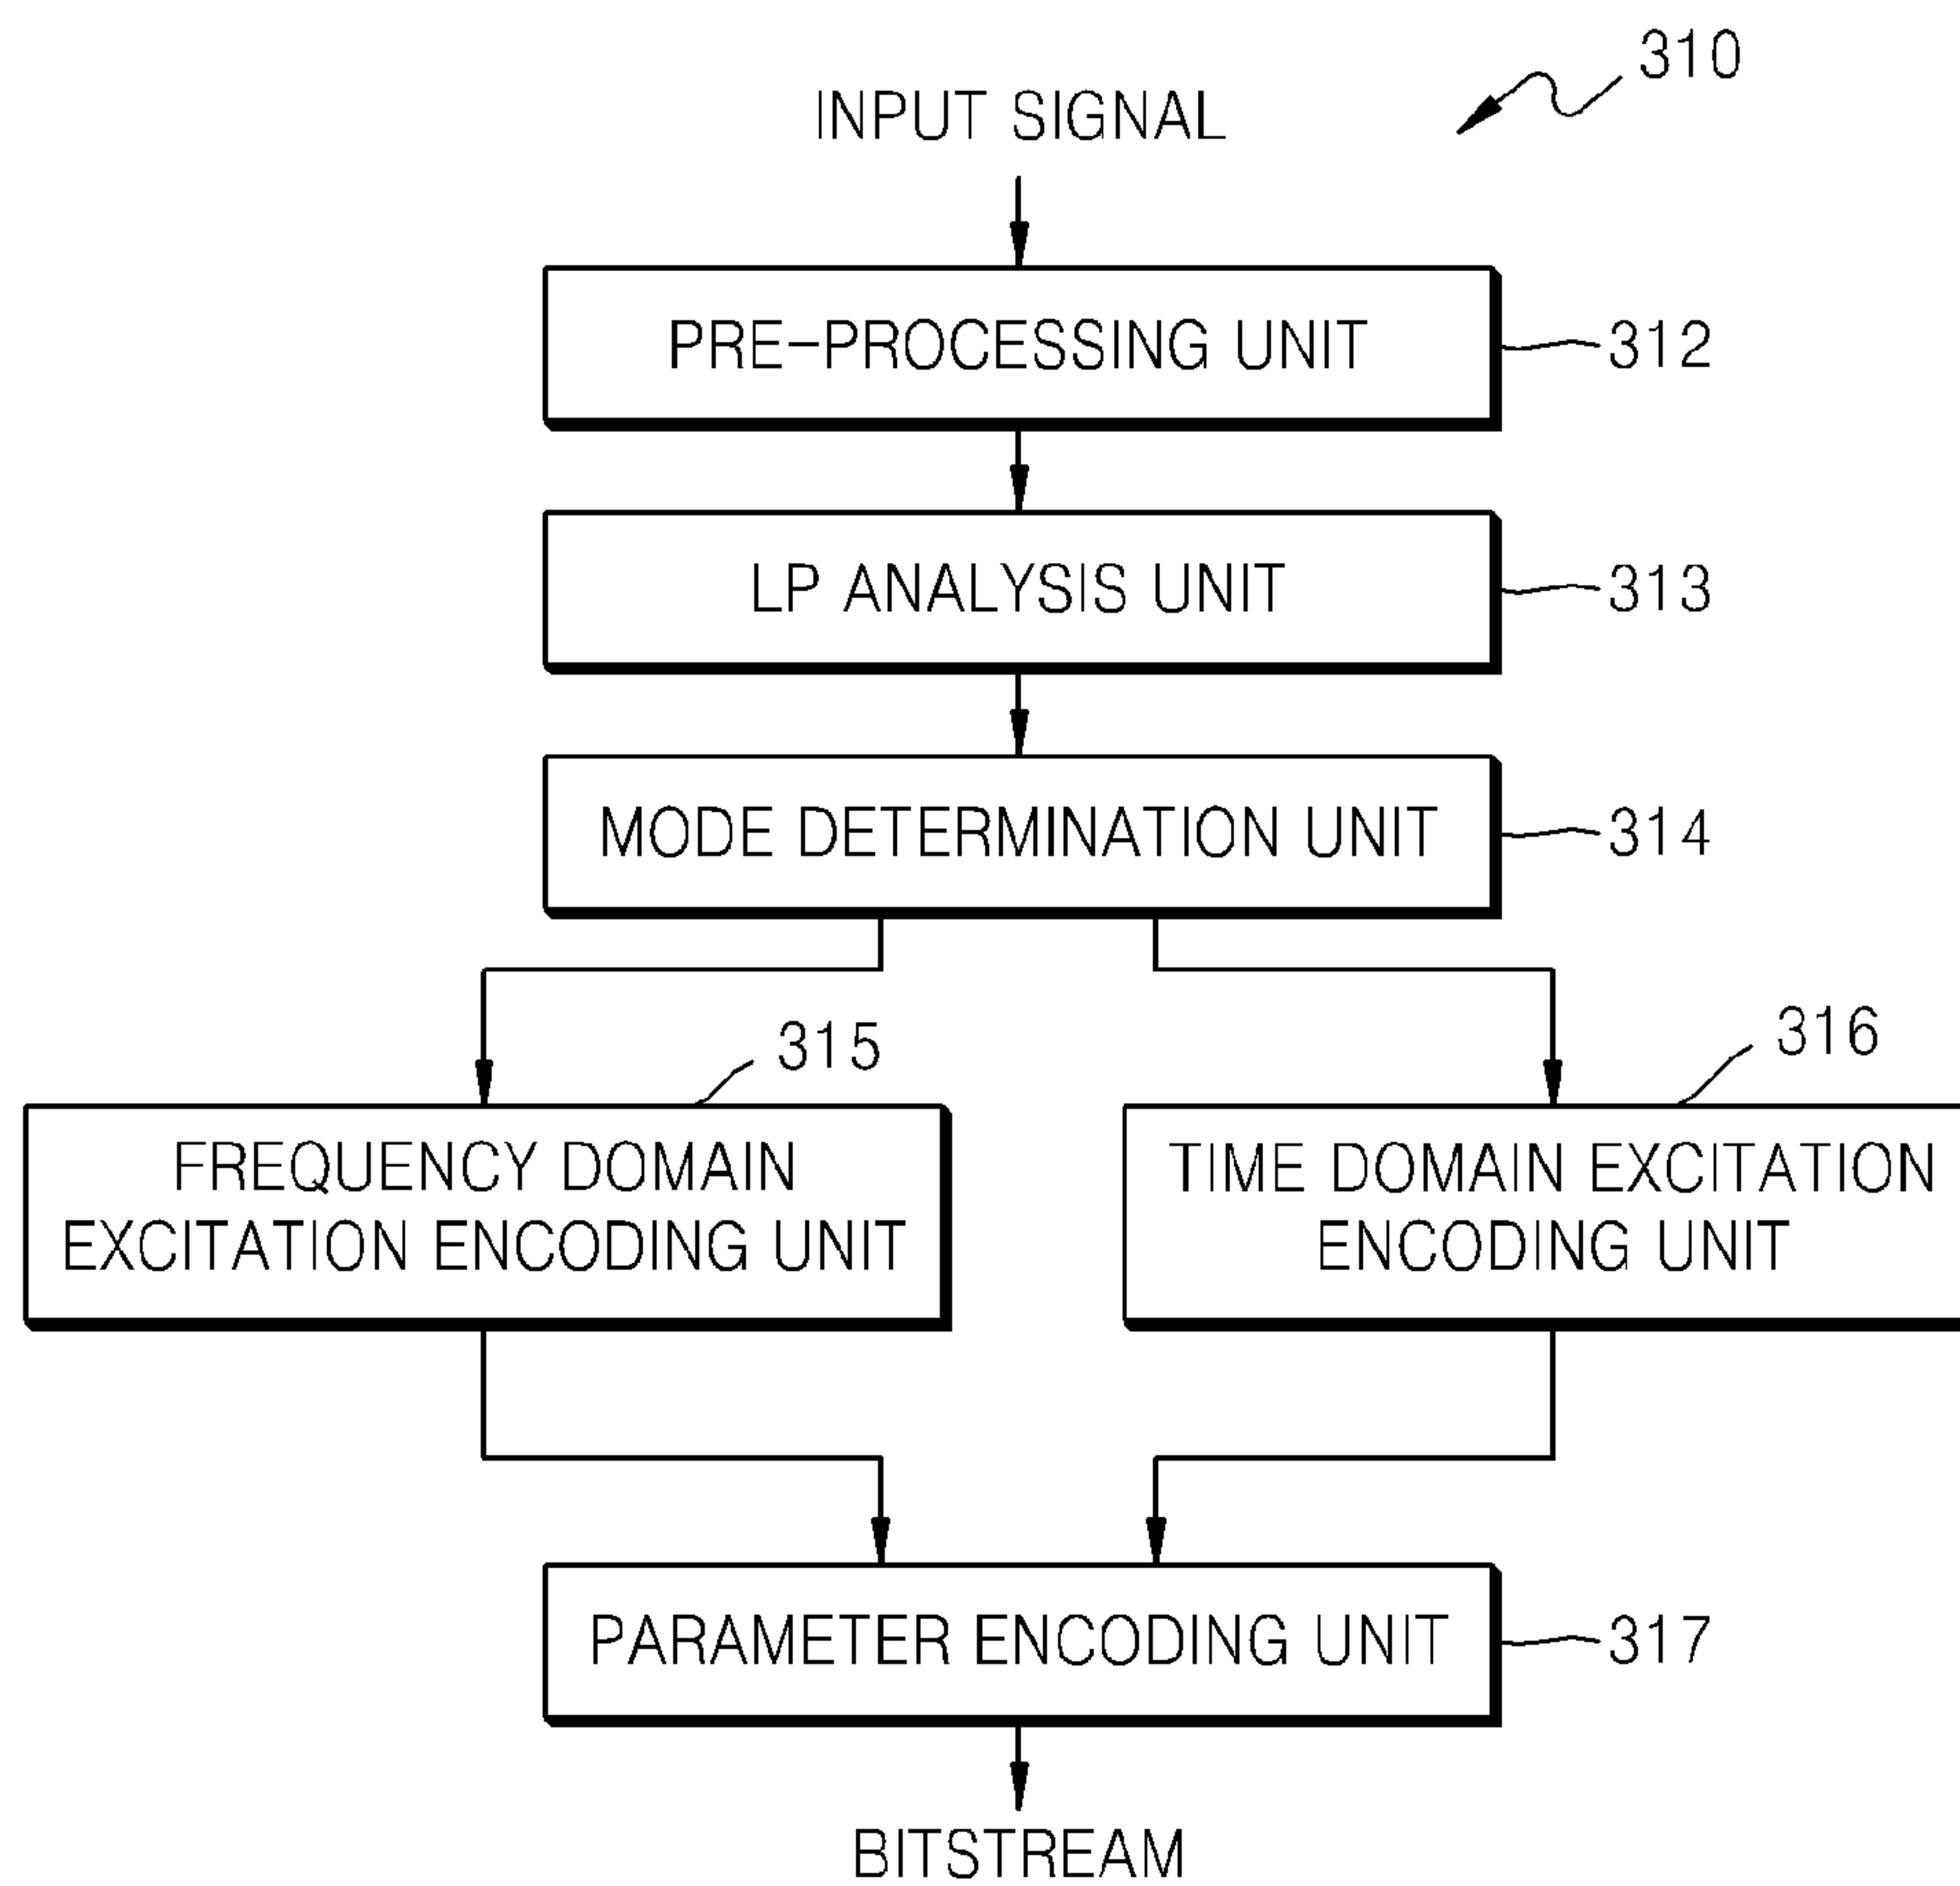 310
INPUT SIGNAL
PRE-PROCESSING UNIT
312
LP ANALYSIS UNIT
313
MODE DETERMINATION UNIT
314
315
316
FREQUENCY DOMAIN
EXCITATION ENCODING UNIT
TIME DOMAIN EXCITATION
ENCODING UNIT
PARAMETER ENCODING UNIT
317
BITSTREAM